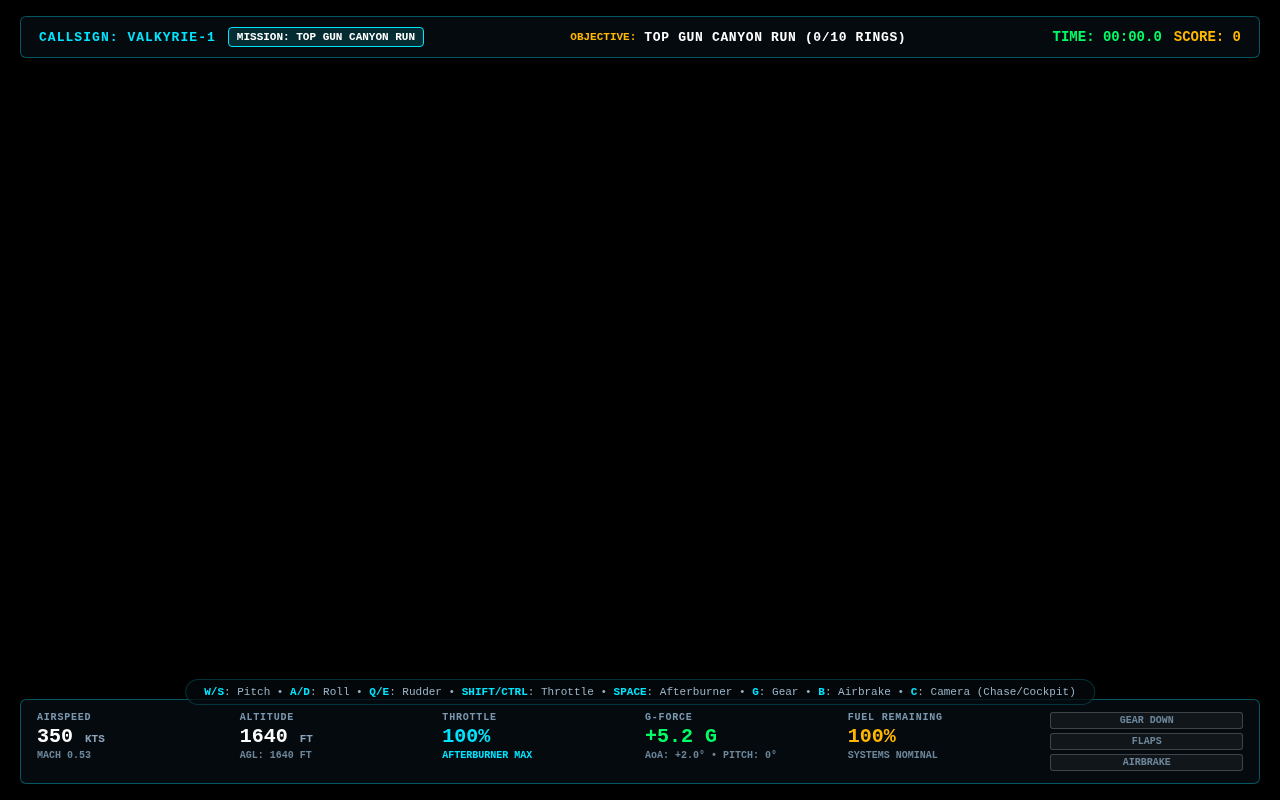 CALLSIGN: VALKYRIE-1 MISSION: TOP GUN CANYON RUN OBJECTIVE: TOP GUN CANYON RUN (0/10 RINGS) TIME: 00:00.0 SCORE: 0
W/S: Pitch • A/D: Roll • Q/E: Rudder • SHIFT/CTRL: Throttle • SPACE: Afterburner • G: Gear • B: Airbrake • C: Camera (Chase/Cockpit)
AIRSPEED
350 KTS
MACH 0.53
ALTITUDE
1640 FT
AGL: 1640 FT
THROTTLE
100%
AFTERBURNER MAX
G-FORCE
+5.2 G
AoA: +2.0° • PITCH: 0°
FUEL REMAINING
100%
SYSTEMS NOMINAL
GEAR DOWN
FLAPS
AIRBRAKE